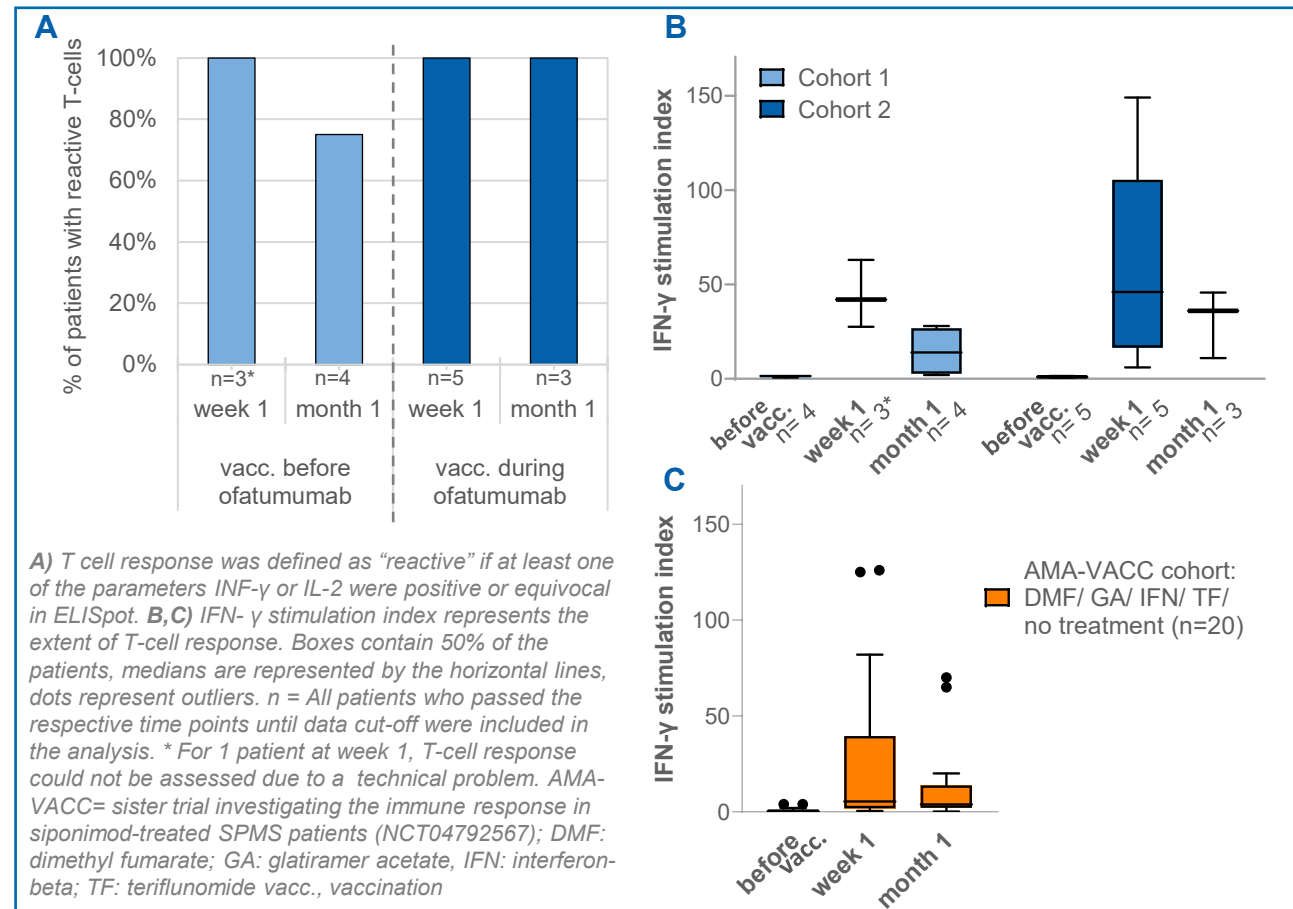 A
% of patients with reactive T-cells
100%
80%
60%
40%
20%
0%
n=3*
n=4
n=5
n=3
week 1
month 1
week 1
month 1
vacc. before
ofatumumab
vacc. during
ofatumumab
A) T cell response was defined as “reactive” if at least one
of the parameters INF-γ or IL-2 were positive or equivocal
in ELISpot. B,C) IFN- γ stimulation index represents the
extent of T-cell response. Boxes contain 50% of the
patients, medians are represented by the horizontal lines,
dots represent outliers. n = All patients who passed the
respective time points until data cut-off were included in
the analysis. * For 1 patient at week 1, T-cell response
could not be assessed due to a technical problem. AMA-
VACC= sister trial investigating the immune response in
siponimod-treated SPMS patients (NCT04792567); DMF:
dimethyl fumarate; GA: glatiramer acetate, IFN: interferon-
beta; TF: teriflunomide vacc., vaccination
B
IFN-γ stimulation index
Cohort 1
Cohort 2
150
100
50
0
before
vacc.
n= 4
week 1
n= 3*
month 1
n= 4
before
vacc.
n= 5
week 1
n= 5
month 1
n= 3
C
IFN-γ stimulation index
150
100
50
0
before
vacc.
week 1
month 1
AMA-VACC cohort:
DMF/ GA/ IFN/ TF/
no treatment (n=20)